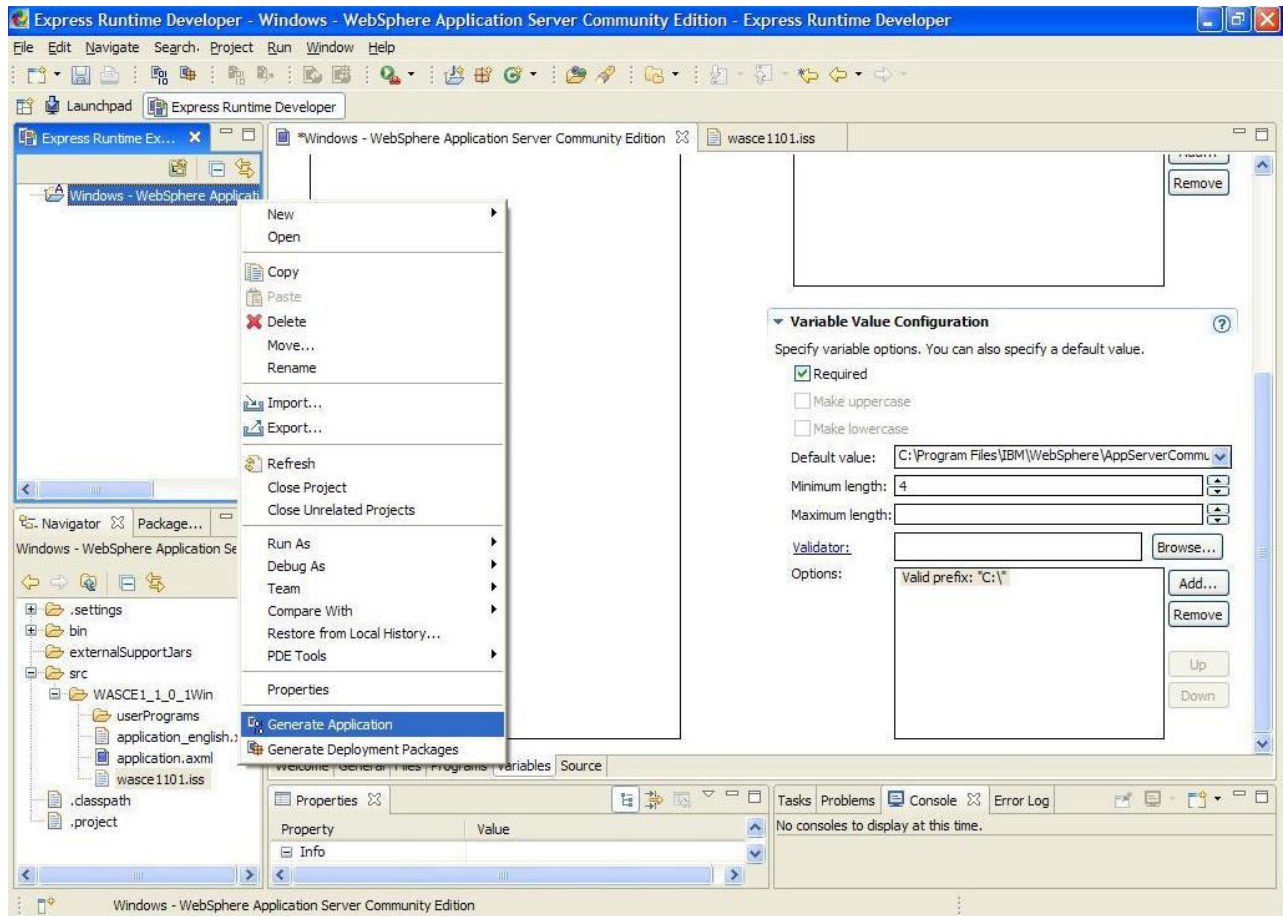 Express Runtime Developer - Windows - WebSphere Application Server Community Edition - Express Runtime Developer
File Edit Navigate Search Project Run Window Help
Launchpad Express Runtime Developer
Express Runtime Ex...
*Windows - WebSphere Application Server Community Edition wasce1101.iss
Windows - WebSphere Applicati
New
Open
Copy
Paste
Delete
Move...
Rename
Import...
Export...
Refresh
Close Project
Close Unrelated Projects
Run As
Debug As
Team
Compare With
Restore from Local History...
PDE Tools
Properties
Generate Application
Generate Deployment Packages
Remove
Variable Value Configuration
Specify variable options. You can also specify a default value.
Required
Make uppercase
Make lowercase
Default value: C:\Program Files\IBM\WebSphere\AppServerCommu
Minimum length: 4
Maximum length:
Validator: Browse...
Options: Valid prefix: "C:\"
Add...
Remove
Up
Down
Navigator Package...
Windows - WebSphere Application Se
.settings
bin
externalSupportJars
src
WASCE1_1_0_1Win
userPrograms
application_english.x
application.axml
wasce1101.iss
.classpath
.project
Welcome General Files Programs Variables Source
Properties
Property Value
Info
Tasks Problems Console Error Log
No consoles to display at this time.
Windows - WebSphere Application Server Community Edition